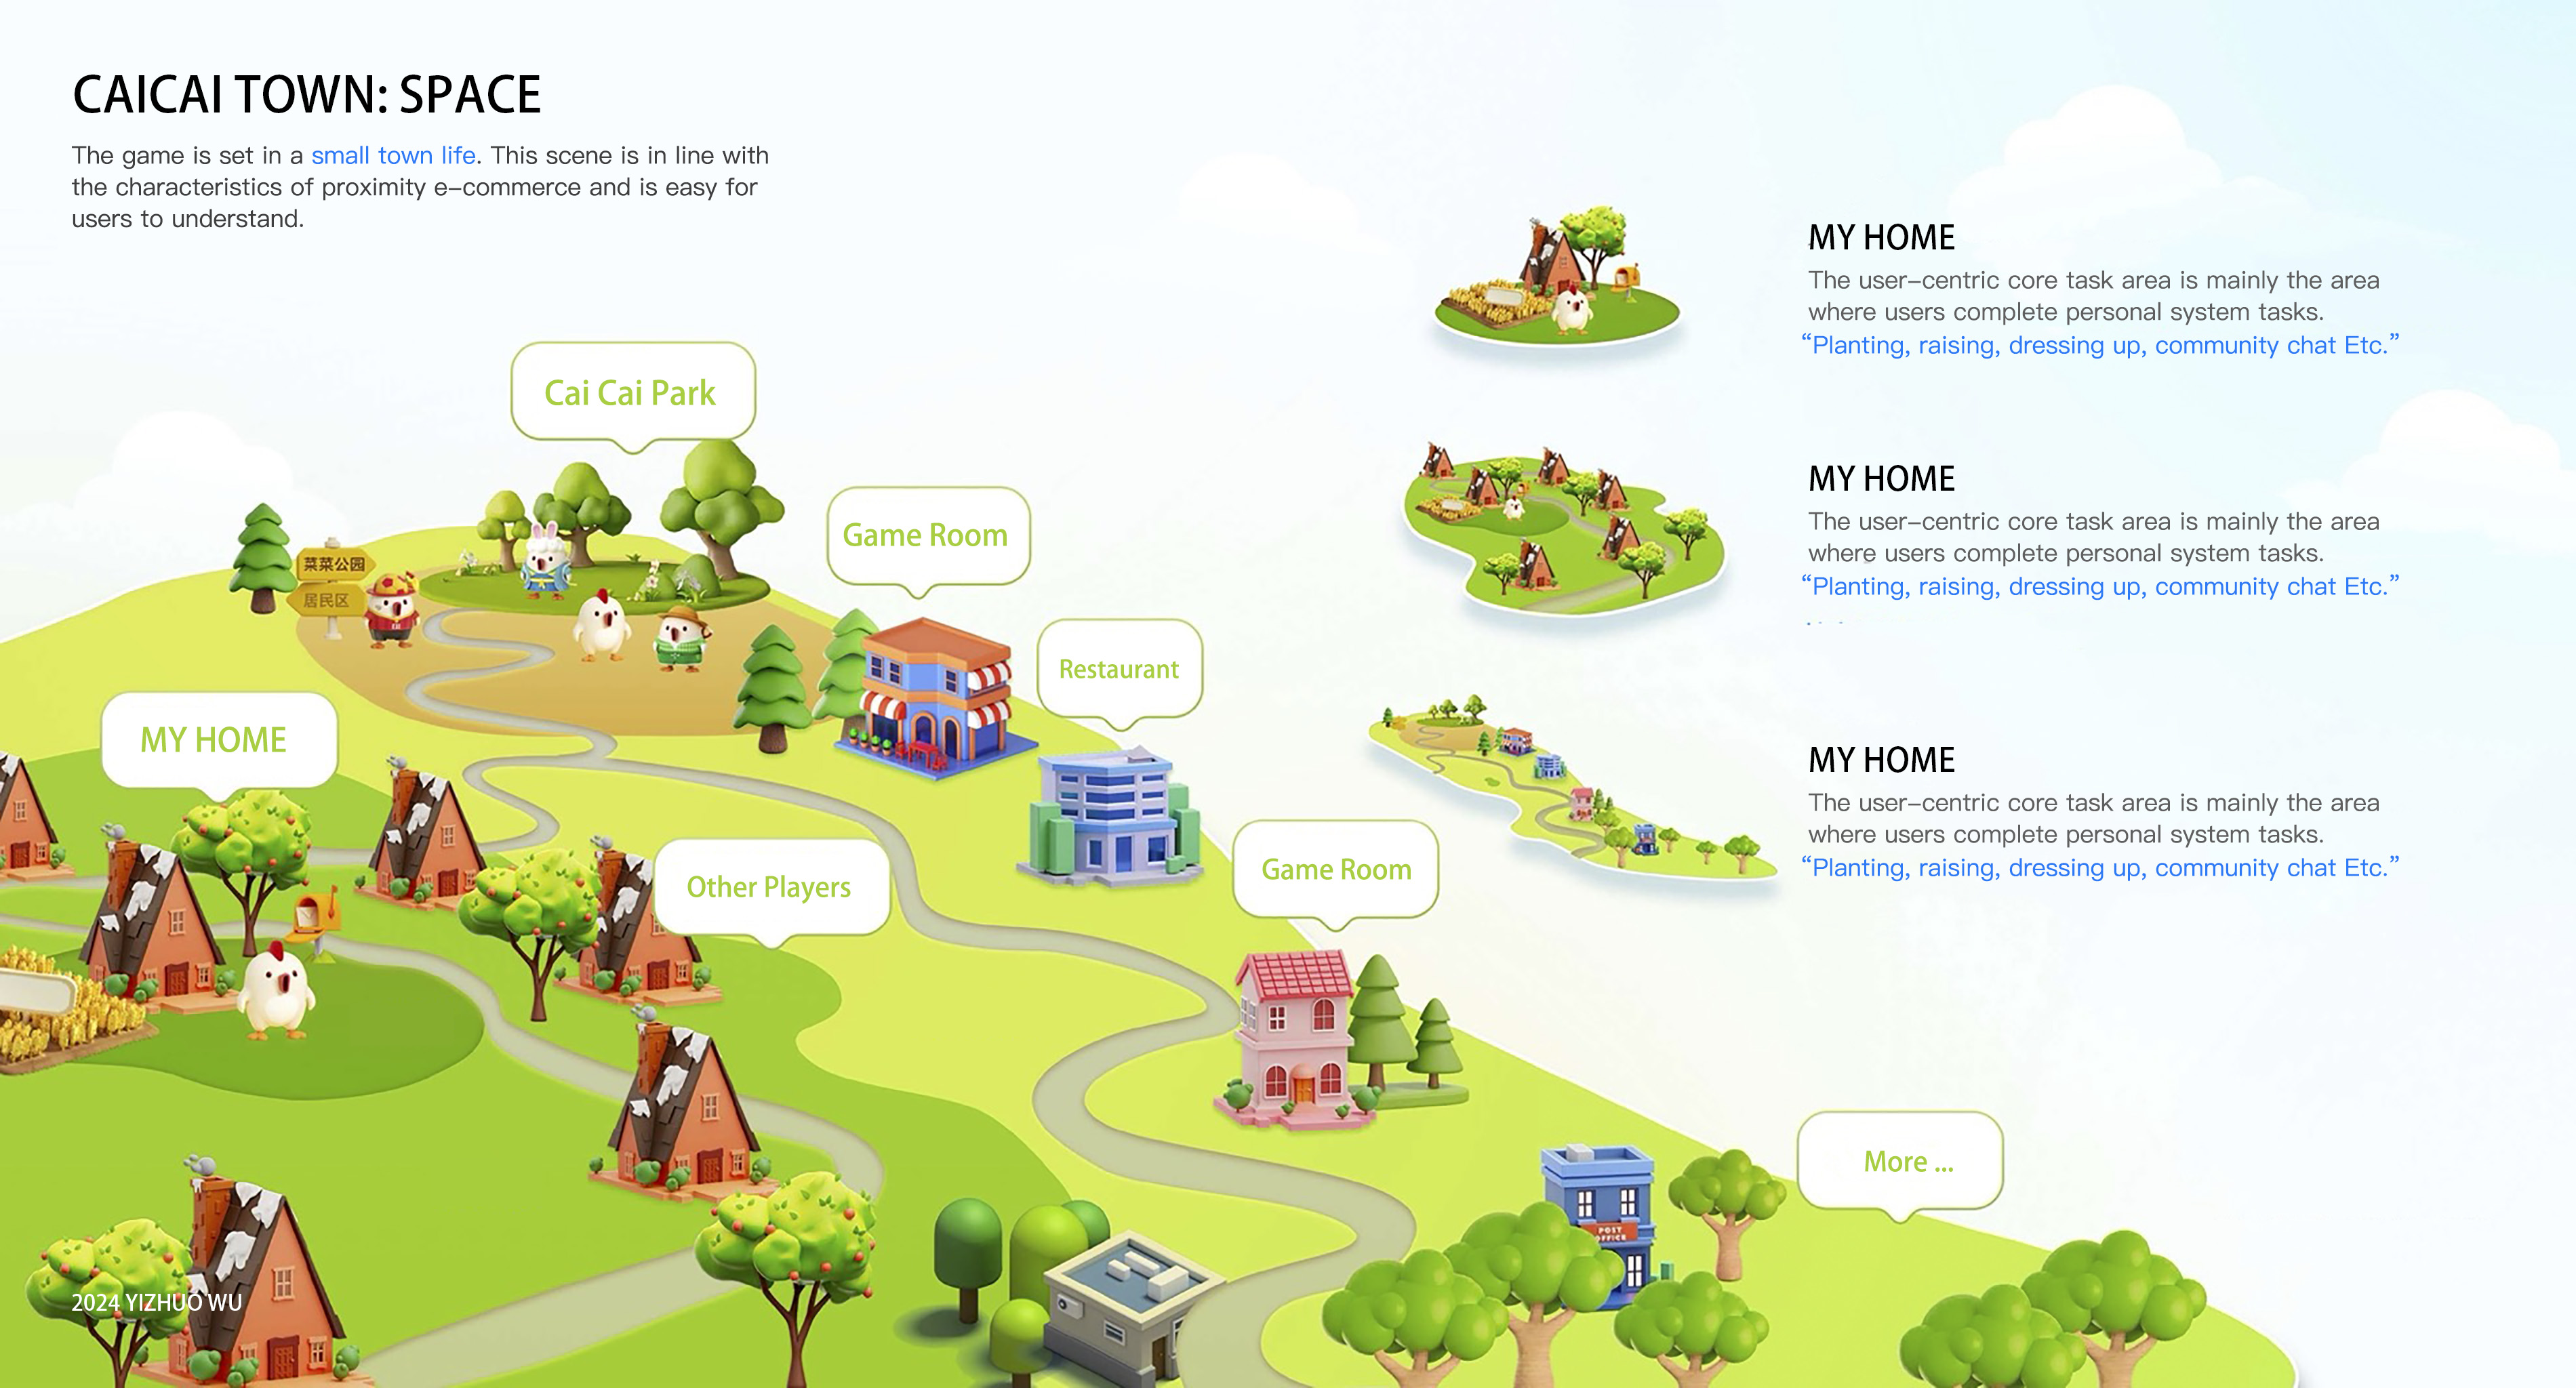 CAICAI TOWN: SPACE
The game is set in a small town life. This scene is in line with
the characteristics of proximity e-commerce and is easy for
users to understand.
MY HOME
The user-centric core task area is mainly the area
where users complete personal system tasks.
“Planting, raising, dressing up, community chat Etc.”
MY HOME
The user-centric core task area is mainly the area
where users complete personal system tasks.
“Planting, raising, dressing up, community chat Etc.”
MY HOME
The user-centric core task area is mainly the area
where users complete personal system tasks.
“Planting, raising, dressing up, community chat Etc.”
Cai Cai Park
Game Room
菜菜公园
居民区
Restaurant
MY HOME
Other Players
Game Room
More ...
POST
OFFICE
2024 YIZHUO WU